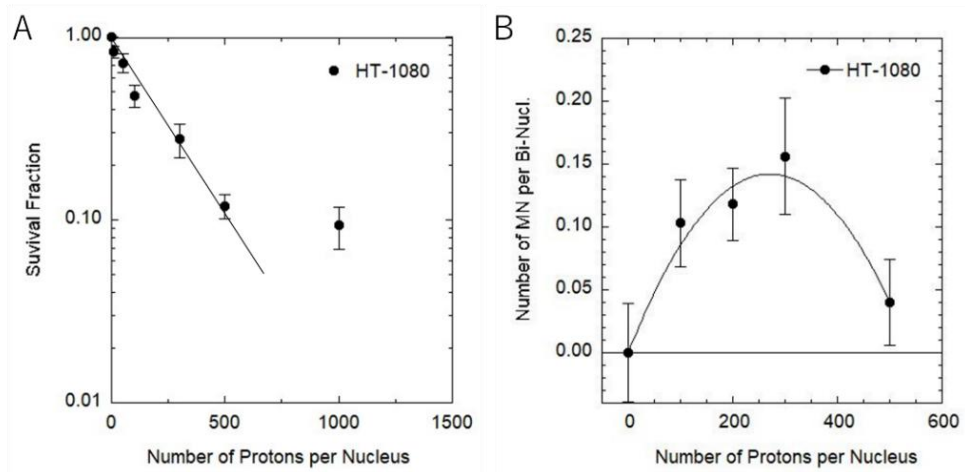 A
1.00
0.10
0.01
Suvival Fraction
HT-1080
0
500
1000
1500
Number of Protons per Nucleus
B
0.25
0.20
0.15
0.10
0.05
0.00
Number of MN per Bi-Nucl.
HT-1080
0
200
400
600
Number of Protons per Nucleus